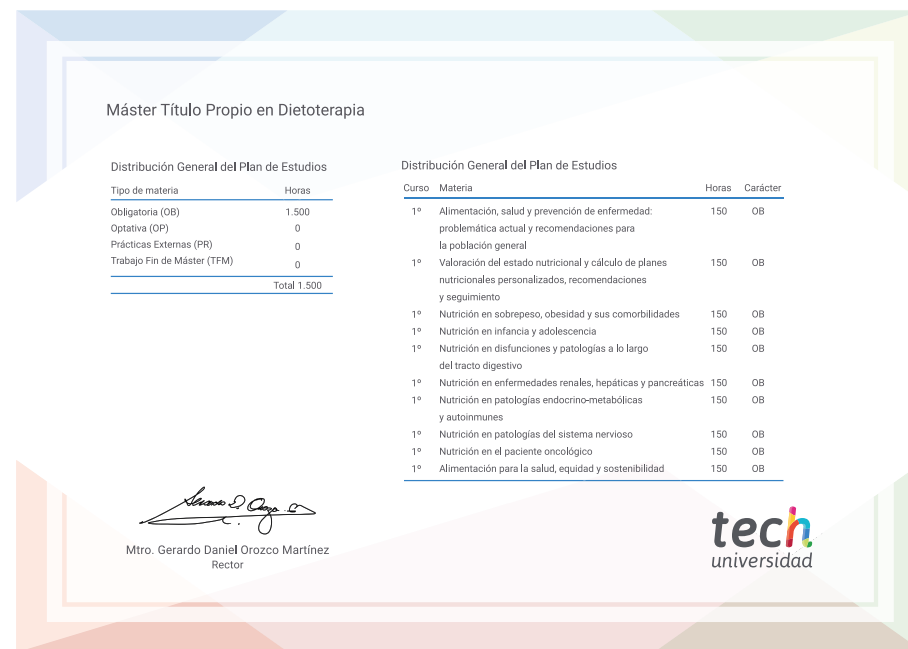 Máster Título Propio en Dietoterapia
Distribución General del Plan de Estudios
Tipo de materia Horas
Obligatoria (OB) 1.500
Optativa (OP) 0
Prácticas Externas (PR) 0
Trabajo Fin de Máster (TFM) 0
Total 1.500
Distribución General del Plan de Estudios
Curso Materia Horas Carácter
1º Alimentación, salud y prevención de enfermedad: 150 OB
problemática actual y recomendaciones para
la población general
1º Valoración del estado nutricional y cálculo de planes 150 OB
nutricionales personalizados, recomendaciones
y seguimiento
1º Nutrición en sobrepeso, obesidad y sus comorbilidades 150 OB
1º Nutrición en infancia y adolescencia 150 OB
1º Nutrición en disfunciones y patologías a lo largo 150 OB
del tracto digestivo
1º Nutrición en enfermedades renales, hepáticas y pancreáticas 150 OB
1º Nutrición en patologías endocrino-metabólicas 150 OB
y autoinmunes
1º Nutrición en patologías del sistema nervioso 150 OB
1º Nutrición en el paciente oncológico 150 OB
1º Alimentación para la salud, equidad y sostenibilidad 150 OB
Mtro. Gerardo Daniel Orozco Martínez
Rector
tech
universidad